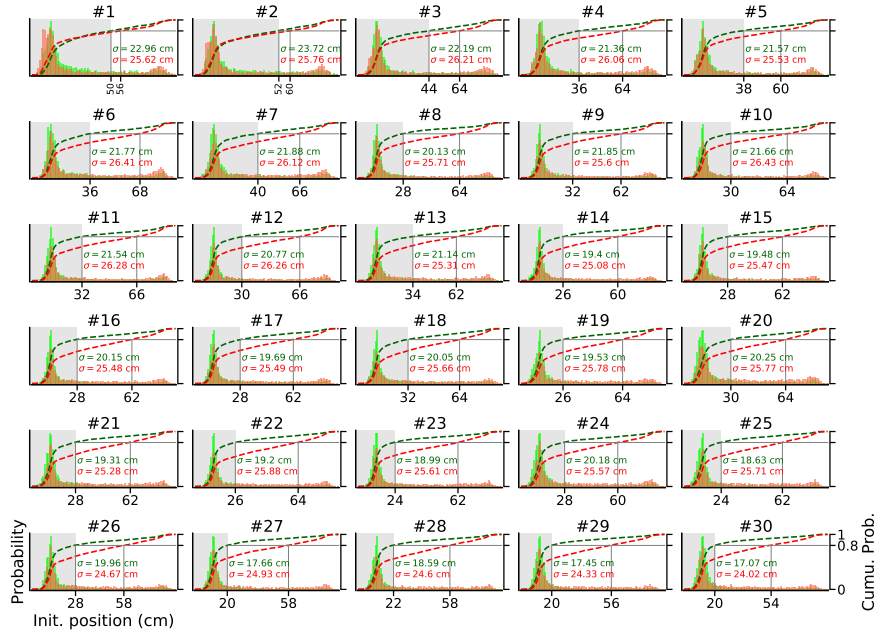 #1 #2 #3 #4 #5
σ = 22.96 cm σ = 23.72 cm σ = 22.19 cm σ = 21.36 cm σ = 21.57 cm
σ = 25.62 cm σ = 25.76 cm σ = 26.21 cm σ = 26.06 cm σ = 25.53 cm
50 56 52 60 44 64 36 64 38 60
#6 #7 #8 #9 #10
σ = 21.77 cm σ = 21.88 cm σ = 20.13 cm σ = 21.85 cm σ = 21.66 cm
σ = 26.41 cm σ = 26.12 cm σ = 25.71 cm σ = 25.6 cm σ = 26.43 cm
36 68 40 66 28 64 32 62 30 64
#11 #12 #13 #14 #15
σ = 21.54 cm σ = 20.77 cm σ = 21.14 cm σ = 19.4 cm σ = 19.48 cm
σ = 26.28 cm σ = 26.26 cm σ = 25.31 cm σ = 25.08 cm σ = 25.47 cm
32 66 30 66 34 62 26 60 28 62
#16 #17 #18 #19 #20
σ = 20.15 cm σ = 19.69 cm σ = 20.05 cm σ = 19.53 cm σ = 20.25 cm
σ = 25.48 cm σ = 25.49 cm σ = 25.66 cm σ = 25.78 cm σ = 25.77 cm
28 62 28 62 32 64 26 64 30 64
#21 #22 #23 #24 #25
σ = 19.31 cm σ = 19.2 cm σ = 18.99 cm σ = 20.18 cm σ = 18.63 cm
σ = 25.28 cm σ = 25.88 cm σ = 25.61 cm σ = 25.57 cm σ = 25.71 cm
28 62 26 64 24 62 28 60 24 62
#26 #27 #28 #29 #30
σ = 19.96 cm σ = 17.66 cm σ = 18.59 cm σ = 17.45 cm σ = 17.07 cm
σ = 24.67 cm σ = 24.93 cm σ = 24.6 cm σ = 24.33 cm σ = 24.02 cm
28 58 20 58 22 58 20 56 20 54
1
0.8
0
Probability
Init. position (cm)
Cumu. Prob.